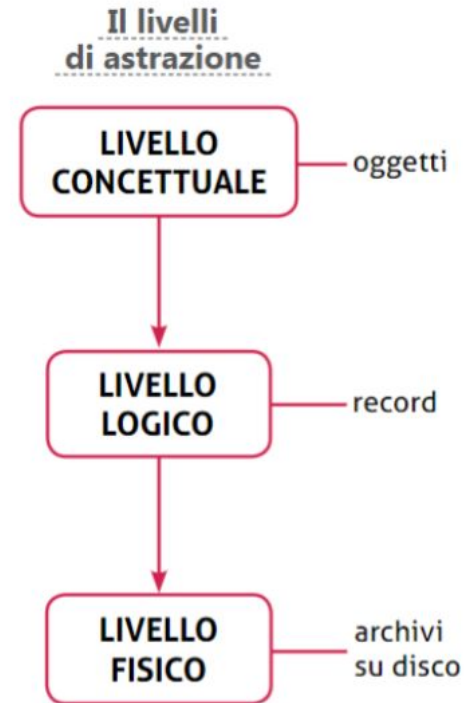 Il livelli
di astrazione
LIVELLO
CONCETTUALE
oggetti
LIVELLO
LOGICO
record
LIVELLO
FISICO
archivi
su disco